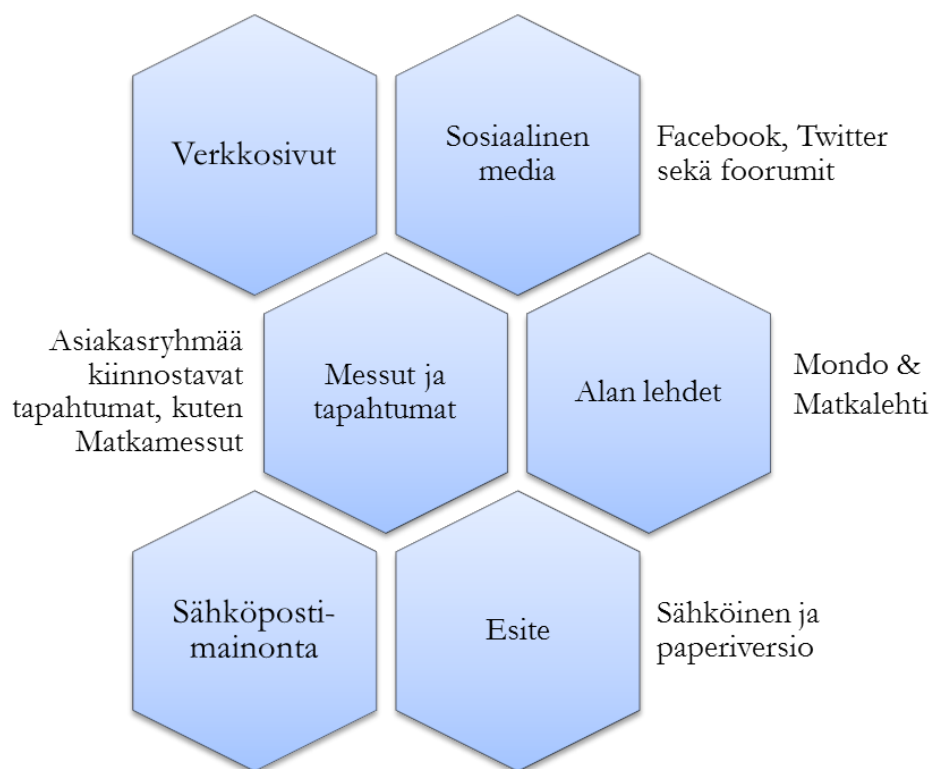 Verkkosivut
Sosiaalinen
media
Facebook, Twitter
sekä foorumit
Asiakasryhmää
kiinnostavat
tapahtumat, kuten
Matkamessut
Messut ja
tapahtumat
Alan lehdet
Mondo &
Matkalehti
Sähköposti-
mainonta
Esite
Sähköinen ja
paperiversio